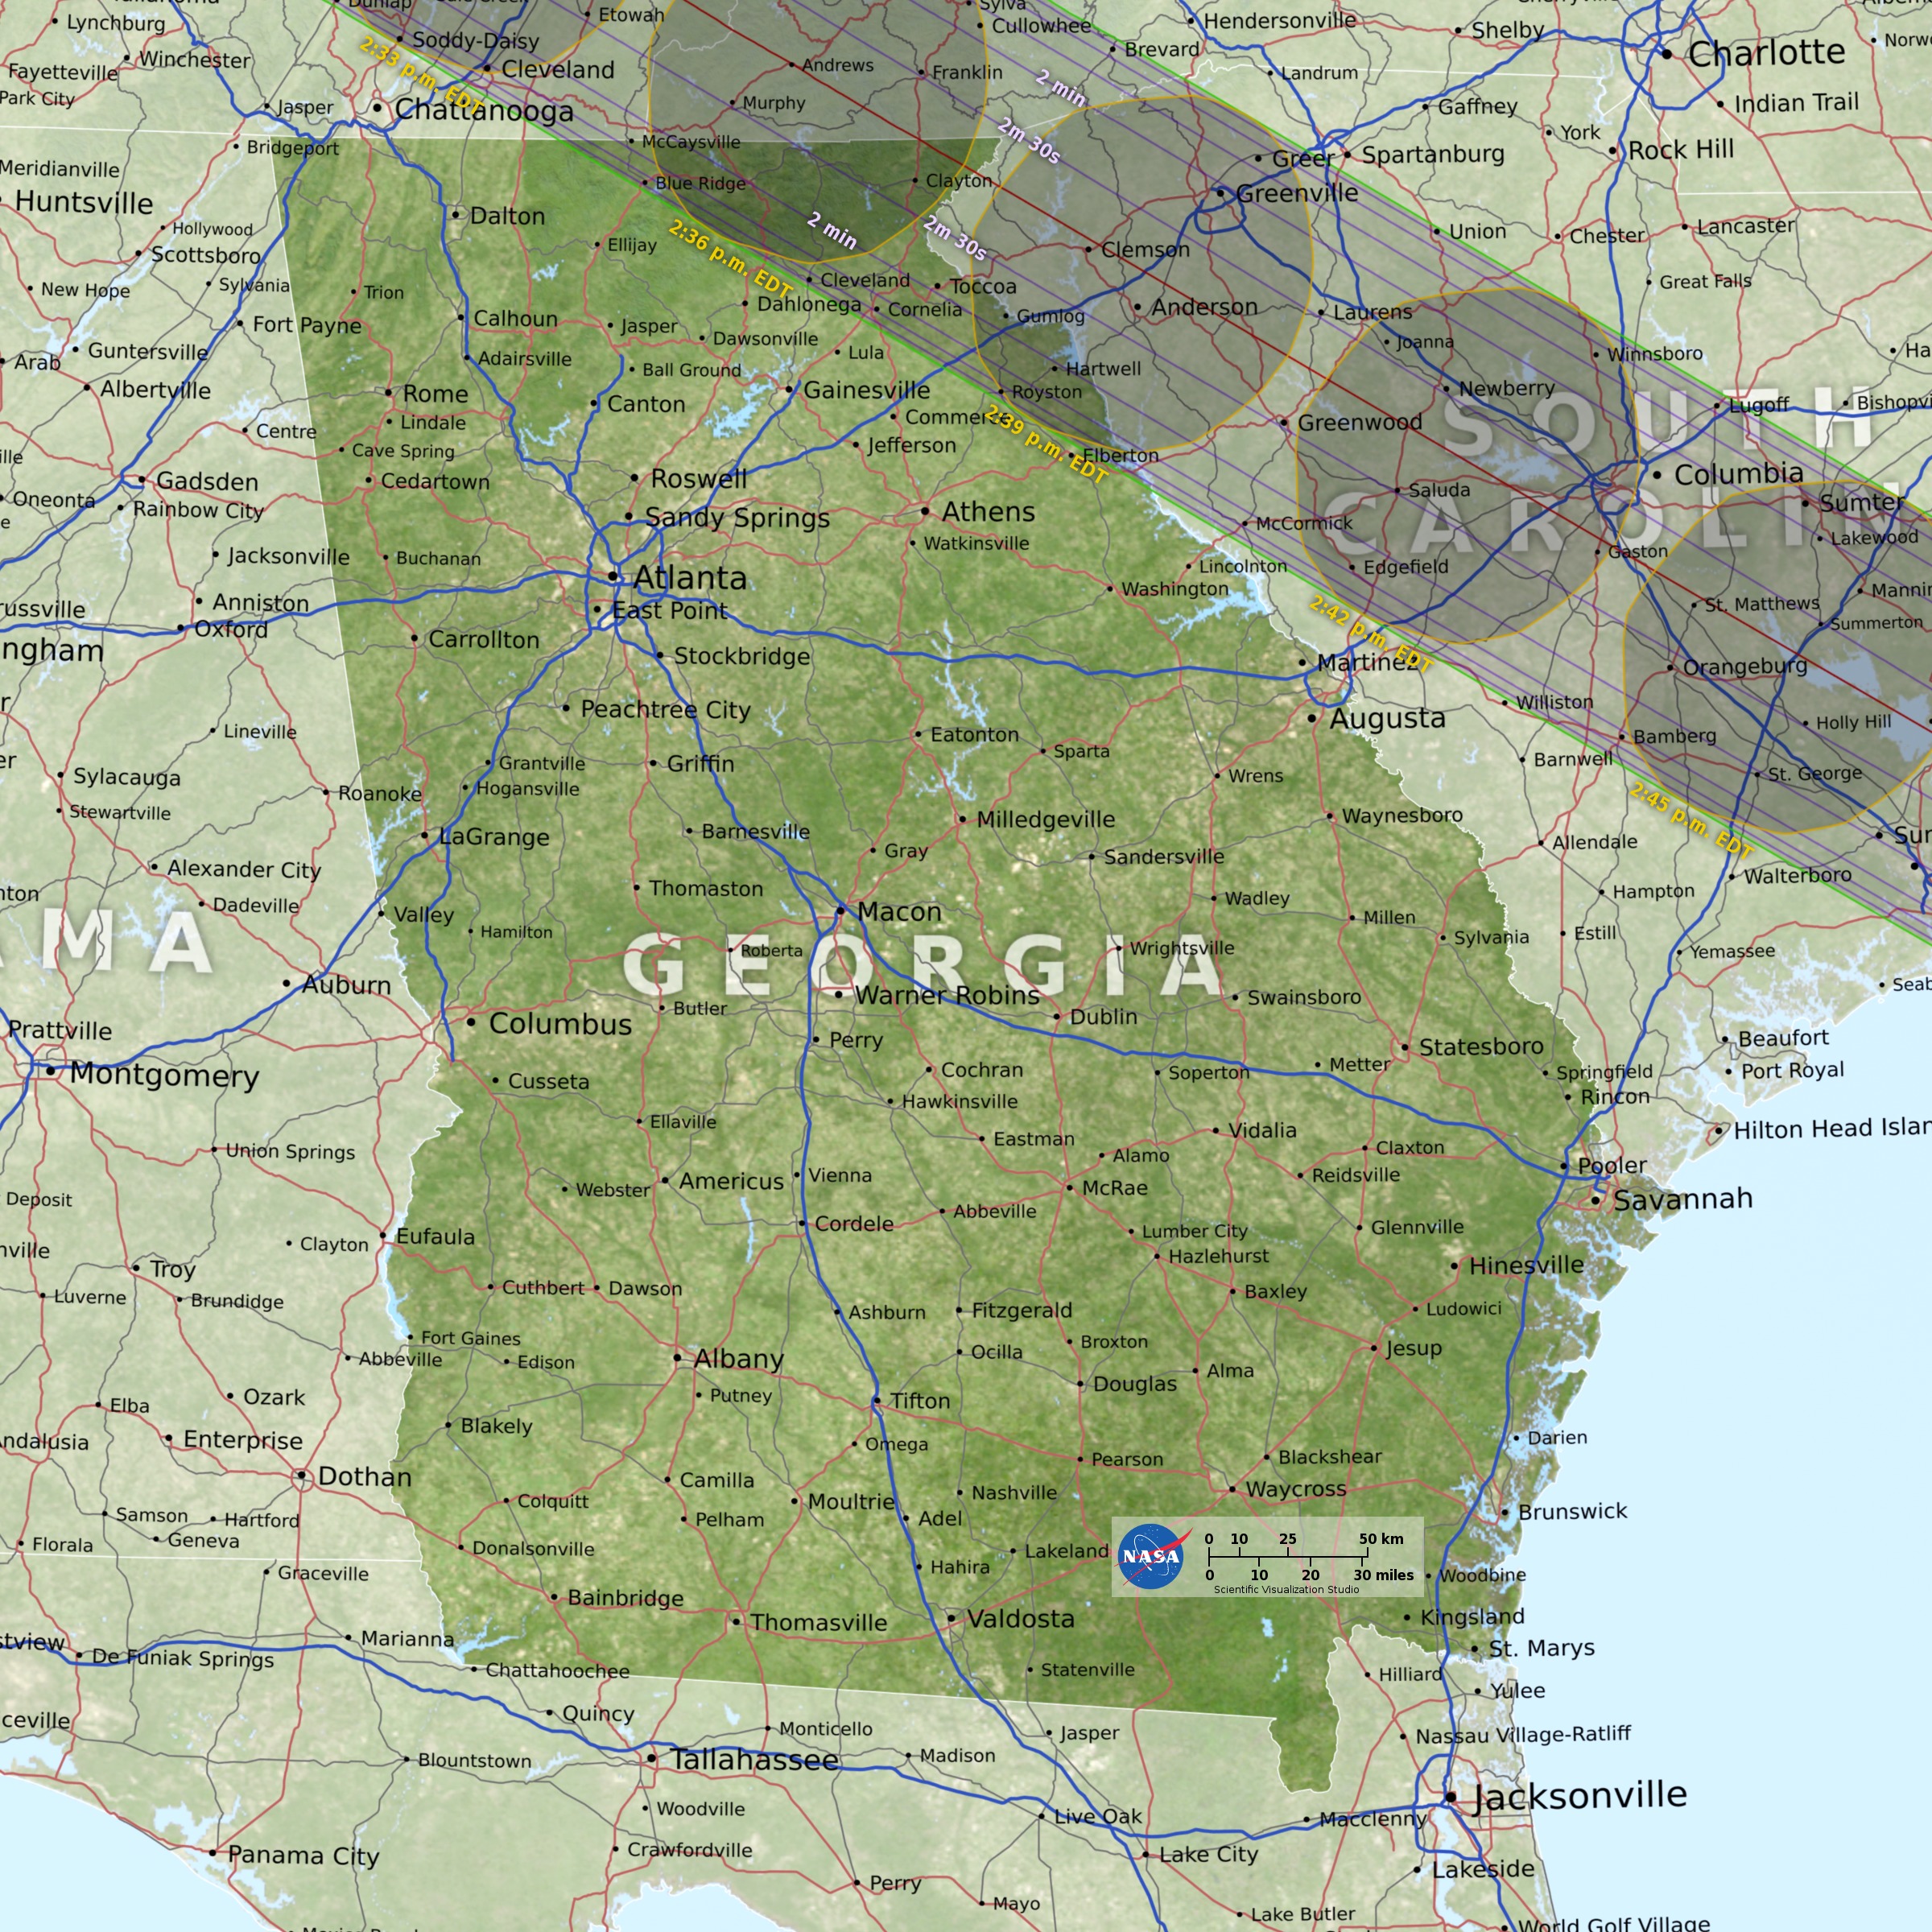 Lynchburg
Winchester
Fayetteville
Park City
Jasper
Soddy-Daisy
Cleveland
Chattanooga
2:33 p.m. EDT
Etowah
Andrews
Murphy
McCaysville
Franklin
Cullowhee
Sylva
Brevard
Hendersonville
Landrum
Shelby
Charlotte
Gaffney
Indian Trail
York
Rock Hill
Greer
Spartanburg
Greenville
2 min
2m 30s
Meridianville
Bridgeport
Huntsville
Hollywood
Scottsboro
New Hope
Sylvania
Fort Payne
Guntersville
Arab
Albertville
Dalton
Blue Ridge
Clayton
Ellijay
2:36 p.m. EDT
2 min
2m 30s
Clemson
Union
Chester
Lancaster
Great Falls
Trion
Calhoun
Jasper
Cleveland
Dahlonega
Toccoa
Cornelia
Gumlog
Anderson
Laurens
Joanna
Winnsboro
Adairsville
Dawsonville
Lula
Ball Ground
Hartwell
Royston
Newberry
Rome
Lindale
Canton
Gainesville
2:39 p.m. EDT
Greenwood
SOUTH
CAROLIN
Lugoff
Centre
Cave Spring
Cedartown
Jefferson
Elberton
Columbia
Gadsden
Rainbow City
Oneonta
Roswell
Sandy Springs
Athens
Watkinsville
Saluda
McCormick
Sumter
Lakewood
Gaston
Jacksonville
Buchanan
Atlanta
East Point
Lincolnton
Washington
Edgefield
St. Matthews
Summerton
Anniston
Oxford
Carrollton
Stockbridge
2:42 p.m. EDT
Martinez
Orangeburg
Peachtree City
Augusta
Williston
Holly Hill
Bamberg
Lineville
Eatonton
Sparta
Barnwell
St. George
Sylacauga
Stewartville
Roanoke
Grantville
Hogansville
Griffin
Wrens
2:45 p.m. EDT
LaGrange
Barnesville
Milledgeville
Waynesboro
Gray
Sandersville
Allendale
Walterboro
Alexander City
Dadeville
Thomaston
Wadley
Hampton
Valley
Macon
Millen
AMA
Hamilton
GEORGIA
Roberta
Wrightsville
Sylvania
Estill
Yemassee
Auburn
Warner Robins
Swainsboro
Columbus
Butler
Dublin
Prattville
Perry
Statesboro
Beaufort
Montgomery
Cusseta
Cochran
Soperton
Metter
Springfield
Port Royal
Hawkinsville
Rincon
Ellaville
Eastman
Vidalia
Hilton Head Islan
Union Springs
Alamo
Claxton
Pooler
Deposit
Webster
Americus
Vienna
McRae
Reidsville
Savannah
Abbeville
Cordele
Lumber City
Glennville
Eufaula
Clayton
Hazlehurst
Hinesville
Troy
Cuthbert
Dawson
Baxley
Luverne
Brundidge
Ashburn
Fitzgerald
Ludowici
Fort Gaines
Broxton
Jesup
Abbeville
Edison
Albany
Ocilla
Alma
Douglas
Ozark
Putney
Tifton
Elba
Blakely
Darien
Enterprise
Omega
Andalusia
Pearson
Blackshear
Dothan
Camilla
Nashville
Waycross
Colquitt
Moultrie
Samson
Hartford
Pelham
Adel
Brunswick
Geneva
Florala
Donalsonville
Lakeland
NASA
0 10 25 50 km
0 10 20 30 miles
Scientific Visualization Studio
Graceville
Hahira
Woodbine
Bainbridge
Thomasville
Valdosta
Kingsland
Marianna
St. Marys
De Funiak Springs
Chattahoochee
Statenville
Hilliard
Yulee
Quincy
Monticello
Jasper
Nassau Village-Ratliff
Blountstown
Tallahassee
Madison
Jacksonville
Woodville
Live Oak
Macclenny
Panama City
Crawfordville
Lake City
Lakeside
Perry
Mayo
Lake Butler
World Golf Village